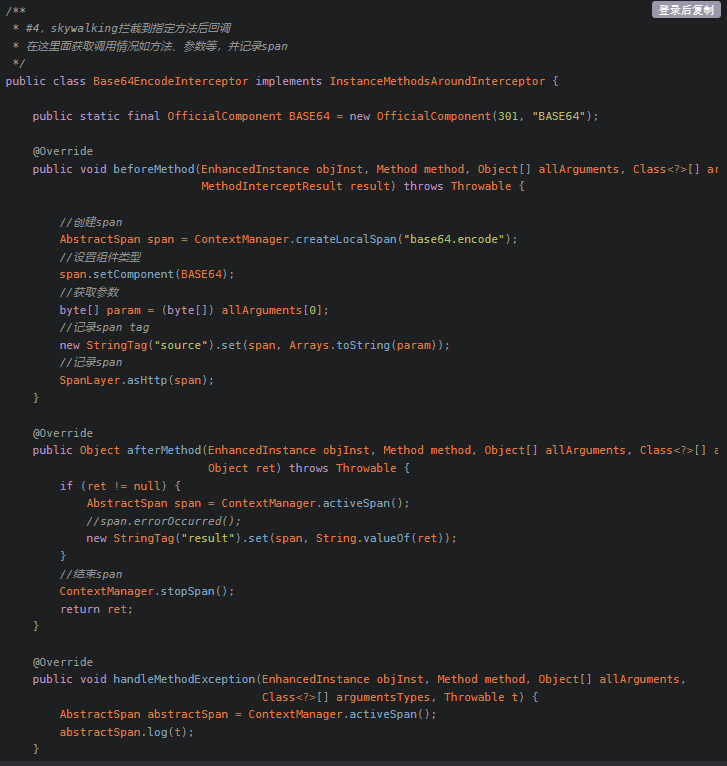 登录后复制
/**
 * #4，skywalking拦截到指定方法后回调
 * 在这里面获取调用情况如方法、参数等，并记录span
 */
public class Base64EncodeInterceptor implements InstanceMethodsAroundInterceptor {
    public static final OfficialComponent BASE64 = new OfficialComponent(301, "BASE64");
    @Override
    public void beforeMethod(EnhancedInstance objInst, Method method, Object[] allArguments, Class<?>[] ar
                             MethodInterceptResult result) throws Throwable {
        //创建span
        AbstractSpan span = ContextManager.createLocalSpan("base64.encode");
        //设置组件类型
        span.setComponent(BASE64);
        //获取参数
        byte[] param = (byte[]) allArguments[0];
        //记录span tag
        new StringTag("source").set(span, Arrays.toString(param));
        //记录span
        SpanLayer.asHttp(span);
    }
    @Override
    public Object afterMethod(EnhancedInstance objInst, Method method, Object[] allArguments, Class<?>[] a
                              Object ret) throws Throwable {
        if (ret != null) {
            AbstractSpan span = ContextManager.activeSpan();
            //span.errorOccurred();
            new StringTag("result").set(span, String.valueOf(ret));
        }
        //结束span
        ContextManager.stopSpan();
        return ret;
    }
    @Override
    public void handleMethodException(EnhancedInstance objInst, Method method, Object[] allArguments,
                                      Class<?>[] argumentsTypes, Throwable t) {
        AbstractSpan abstractSpan = ContextManager.activeSpan();
        abstractSpan.log(t);
    }